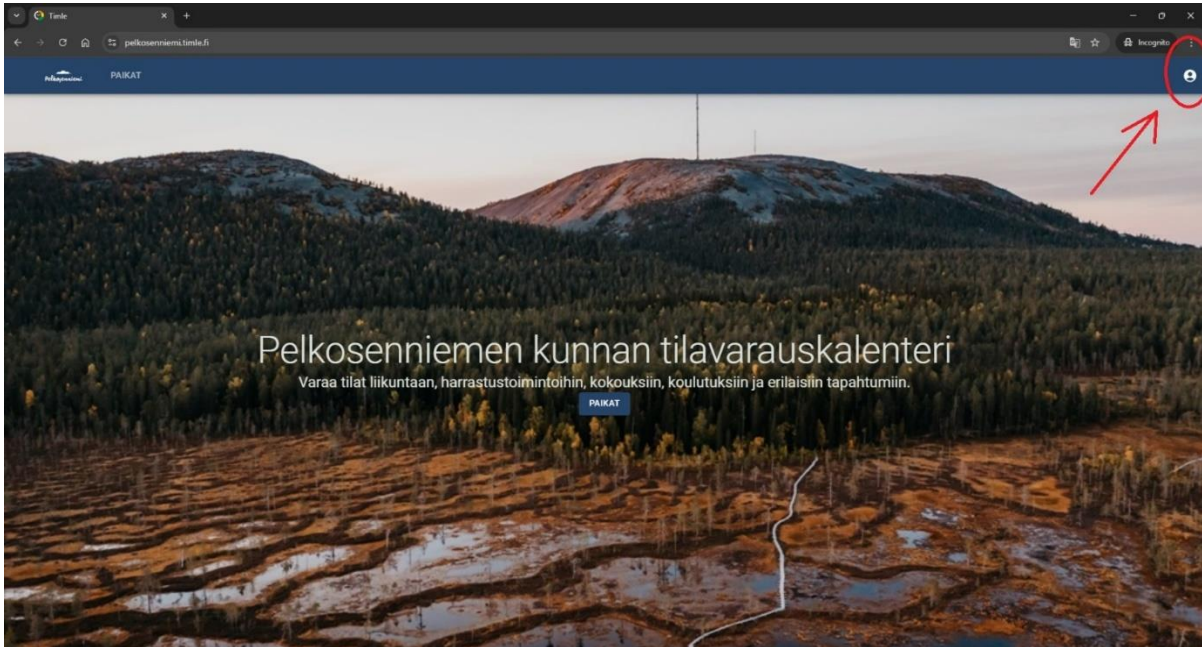 Timle
pelkosenniemi.timle.fi
Incognito
Pelkosenniemi
PAIKAT
Pelkosenniemen kunnan tilavarauskalenteri
Varaa tilat liikuntaan, harrastustoimintoihin, kokouksiin, koulutuksiin ja erilaisiin tapahtumiin.
PAIKAT